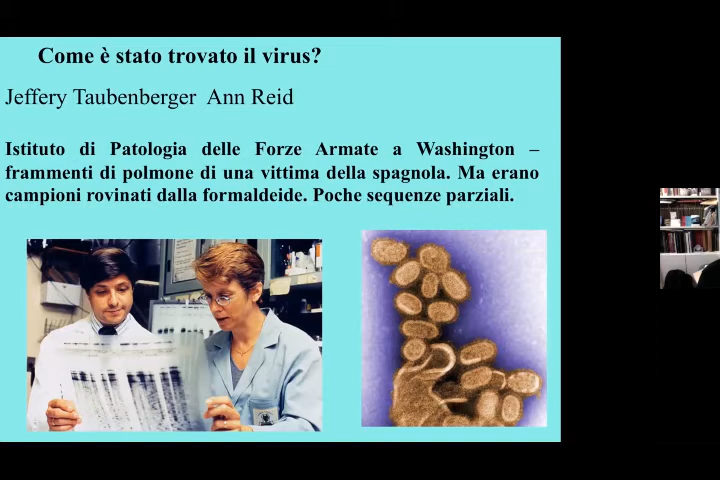 Come è stato trovato il virus?
Jeffery Taubenberger Ann Reid
Istituto di Patologia delle Forze Armate a Washington –
frammenti di polmone di una vittima della spagnola. Ma erano
campioni rovinati dalla formaldeide. Poche sequenze parziali.